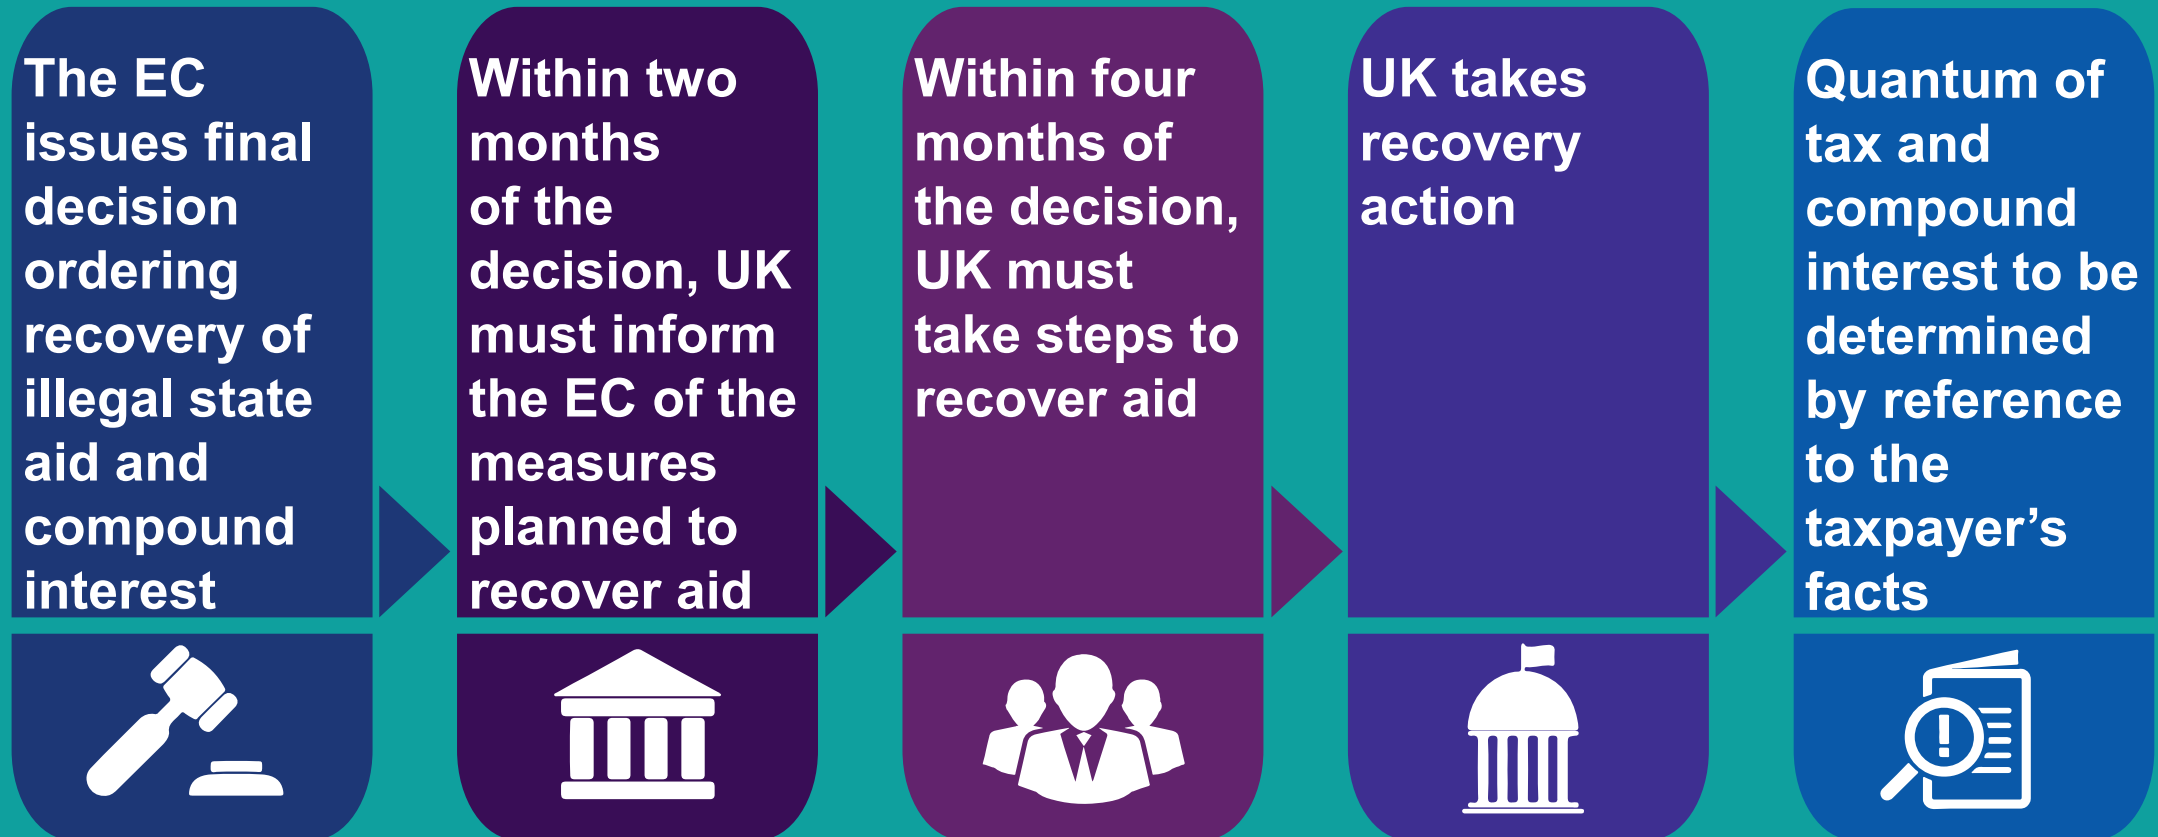 The EC
issues final
decision
ordering
recovery of
illegal state
aid and
compound
interest
Within two
months
of the
decision, UK
must inform
the EC of the
measures
planned to
recover aid
Within four
months of
the decision,
UK must
take steps to
recover aid
UK takes
recovery
action
Quantum of
tax and
compound
interest to be
determined
by reference
to the
taxpayer’s
facts